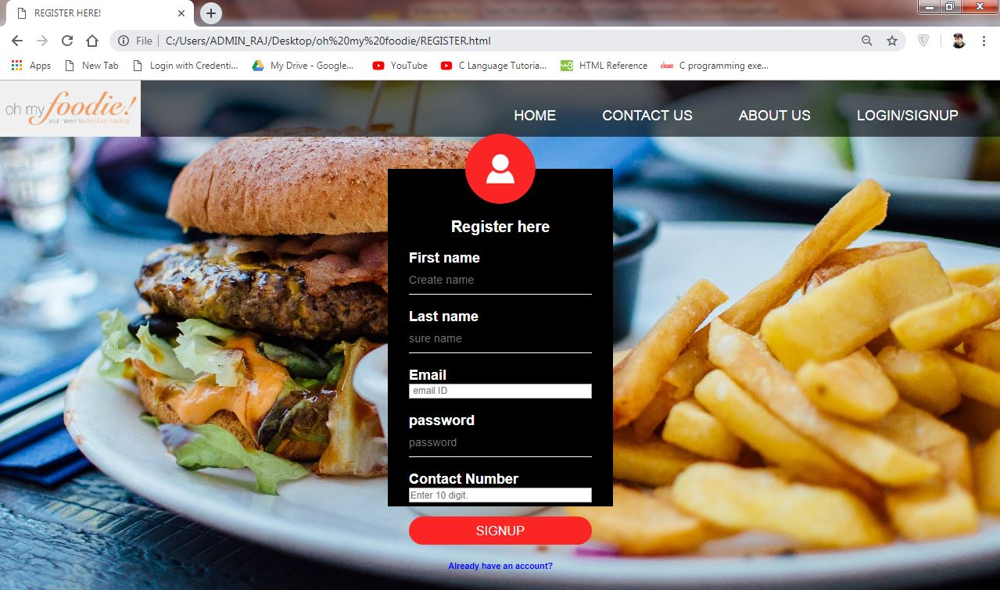 REGISTER HERE!
File C:/Users/ADMIN_RAJ/Desktop/oh%20my%20foodie/REGISTER.html
Apps New Tab Login with Credenti... My Drive - Google... YouTube C Language Tutoria... HTML Reference C programming exe...
oh my foodie!
your haven to delicious reading
HOME CONTACT US ABOUT US LOGIN/SIGNUP
Register here
First name
Create name
Last name
sure name
Email
email ID
password
password
Contact Number
Enter 10 digit.
SIGNUP
Already have an account?